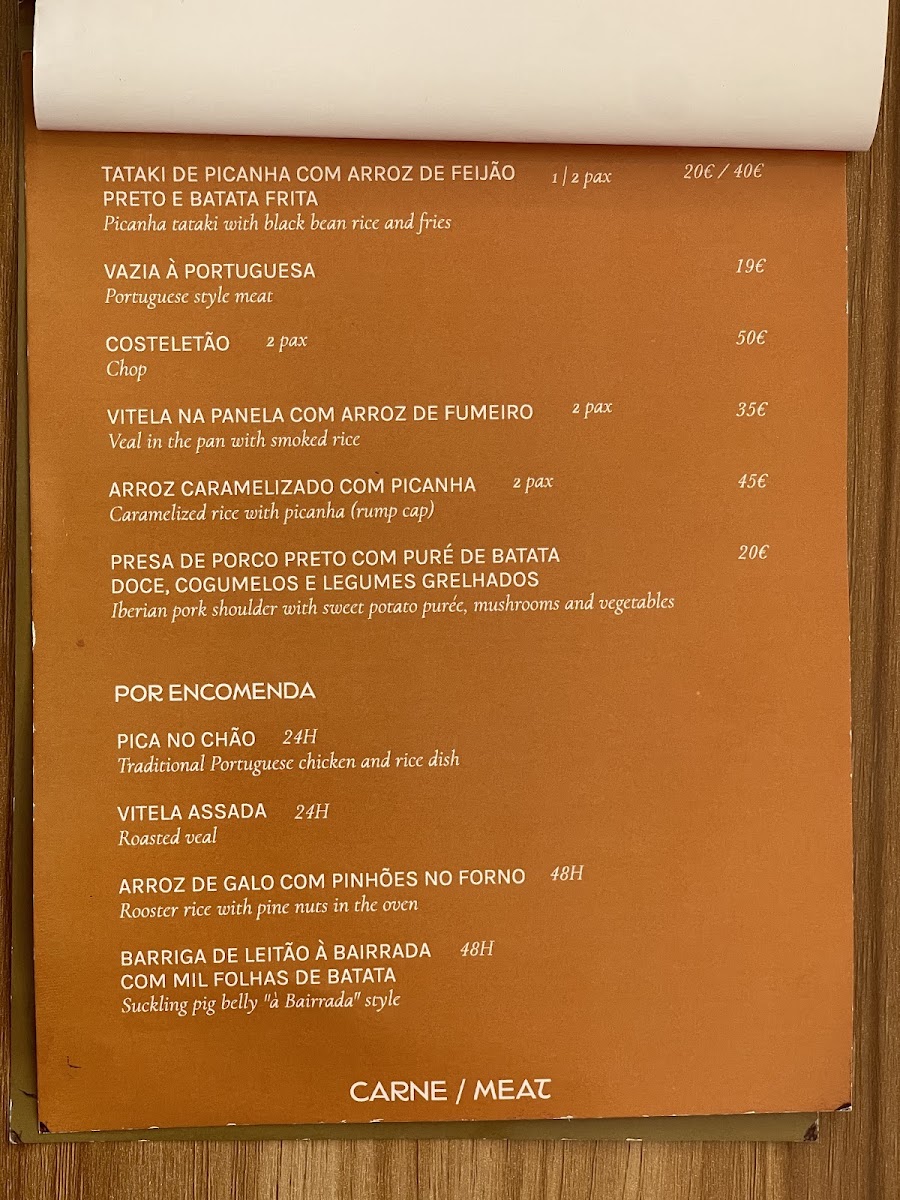 TATAKI DE PICANHA COM ARROZ DE FEIJÃO 1 | 2 pax 20€ / 40€
PRETO E BATATA FRITA
Picanha tataki with black bean rice and fries
VAZIA À PORTUGUESA 19€
Portuguese style meat
COSTELETÃO 2 pax 50€
Chop
VITELA NA PANELA COM ARROZ DE FUMEIRO 2 pax 35€
Veal in the pan with smoked rice
ARROZ CARAMELIZADO COM PICANHA 2 pax 45€
Caramelized rice with picanha (rump cap)
PRESA DE PORCO PRETO COM PURÉ DE BATATA 20€
DOCE, COGUMELOS E LEGUMES GRELHADOS
Iberian pork shoulder with sweet potato purée, mushrooms and vegetables
POR ENCOMENDA
PICA NO CHÃO 24H
Traditional Portuguese chicken and rice dish
VITELA ASSADA 24H
Roasted veal
ARROZ DE GALO COM PINHÕES NO FORNO 48H
Rooster rice with pine nuts in the oven
BARRIGA DE LEITÃO À BAIRRADA 48H
COM MIL FOLHAS DE BATATA
Suckling pig belly "à Bairrada" style
CARNE / MEAT